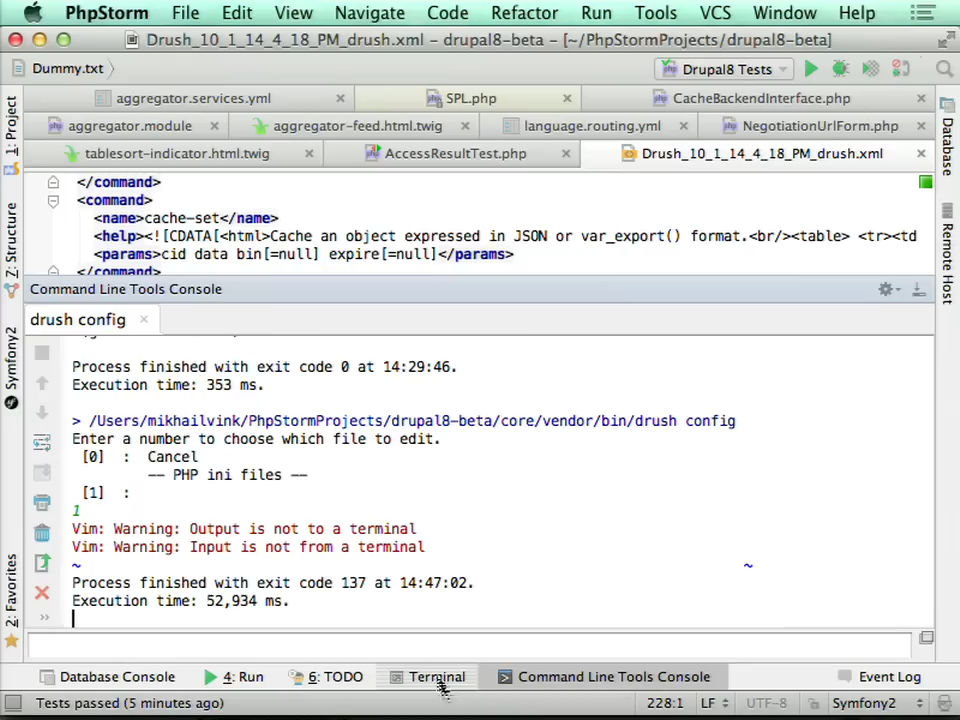 PhpStorm File Edit View Navigate Code Refactor Run Tools VCS Window Help
Drush_10_1_14_4_18_PM_drush.xml – drupal8-beta – [~/PhpStormProjects/drupal8-beta]
Dummy.txt Drupal8 Tests
aggregator.services.yml SPL.php CacheBackendInterface.php
aggregator.module aggregator-feed.html.twig language.routing.yml NegotiationUrlForm.php
tablesort-indicator.html.twig AccessResultTest.php Drush_10_1_14_4_18_PM_drush.xml
1: Project
Z: Structure
Symfony2
2: Favorites
Database
Remote Host
</command>
<command>
<name>cache-set</name>
<help><![CDATA[<html>Cache an object expressed in JSON or var_export() format.<br/><table> <tr><td
<params>cid data bin[=null] expire[=null]</params>
</command>
Command Line Tools Console
drush config
Process finished with exit code 0 at 14:29:46.
Execution time: 353 ms.
> /Users/mikhailvink/PhpStormProjects/drupal8-beta/core/vendor/bin/drush config
Enter a number to choose which file to edit.
[0] : Cancel
-- PHP ini files --
[1] :
1
Vim: Warning: Output is not to a terminal
Vim: Warning: Input is not from a terminal
~ ~
Process finished with exit code 137 at 14:47:02.
Execution time: 52,934 ms.
Database Console 4: Run 6: TODO Terminal Command Line Tools Console Event Log
Tests passed (5 minutes ago) 228:1 LF UTF-8 Symfony2